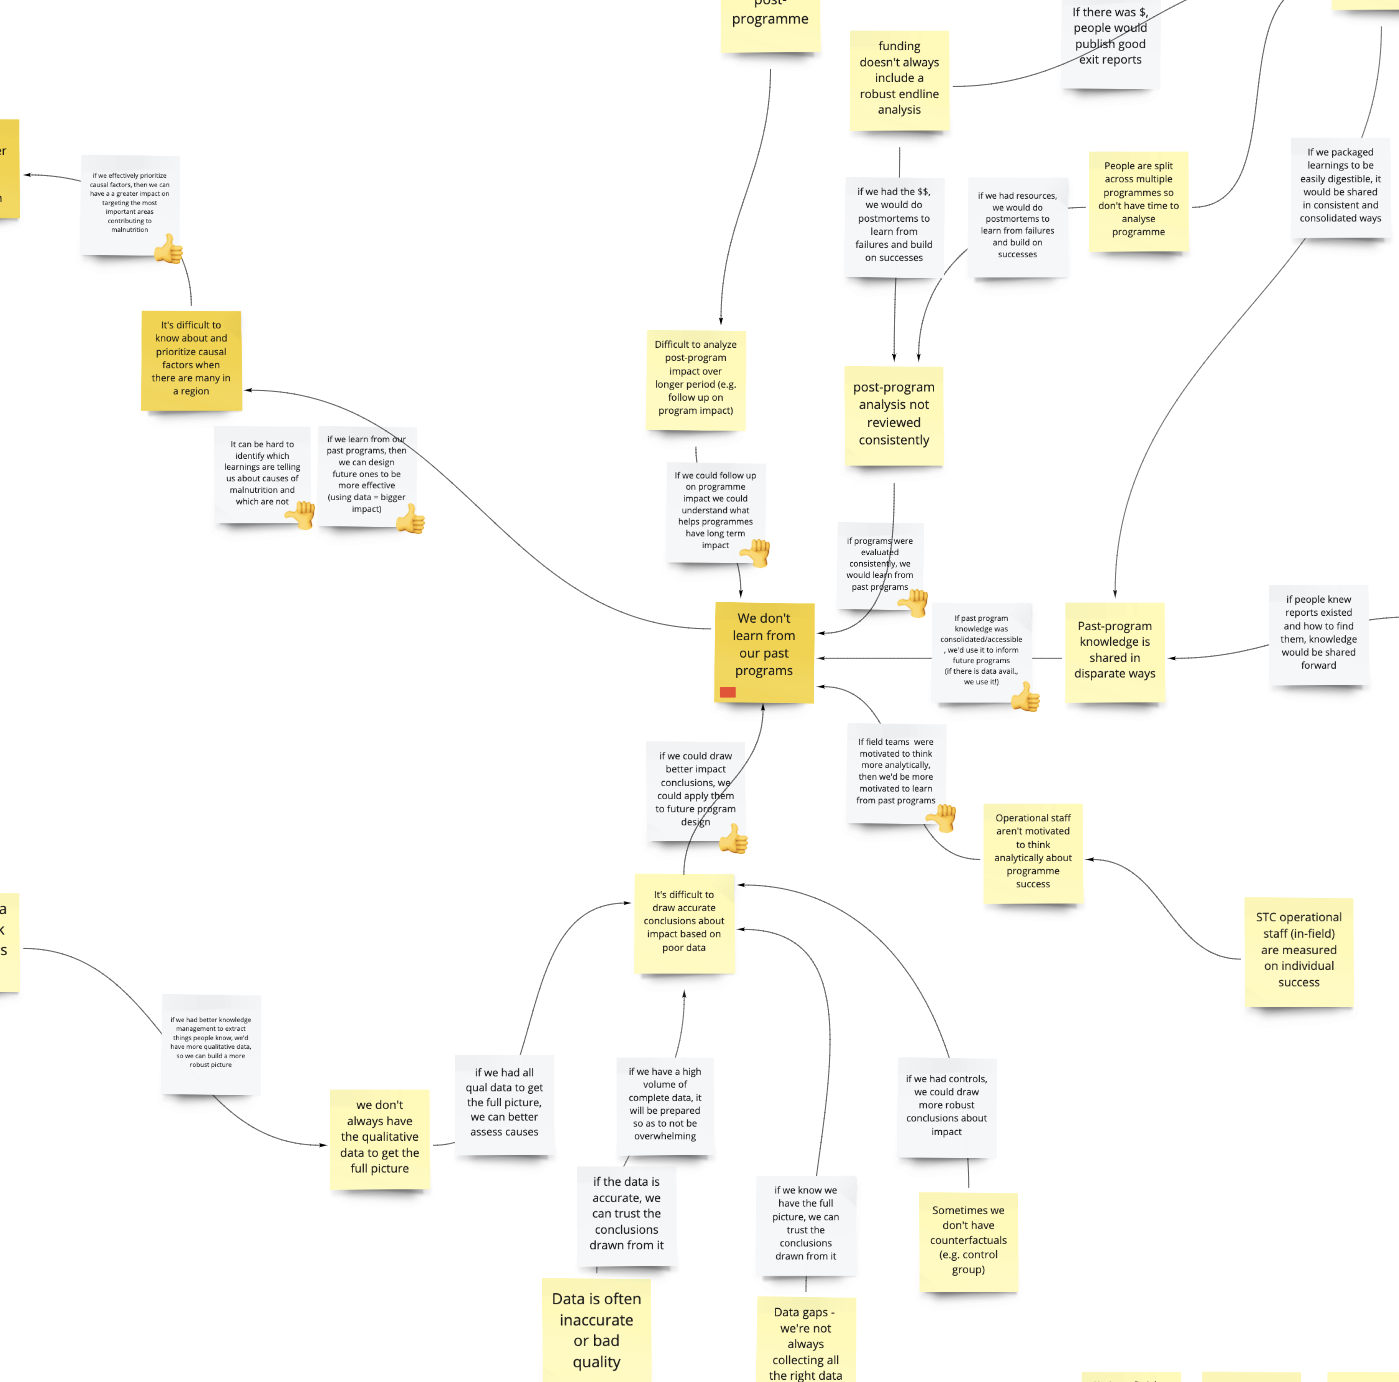 post-
programme
If there was $,
people would
publish good
exit reports
funding
doesn't always
include a
robust endline
analysis
er
n
if we effectively prioritize
causal factors, then we can
have a a greater impact on
targeting the most
important areas
contributing to
malnutrition
if we had the $$,
we would do
postmortems to
learn from
failures and build
on successes
if we had resources,
we would do
postmortems to
learn from failures
and build on
successes
People are split
across multiple
programmes so
don't have time to
analyse
programme
If we packaged
learnings to be
easily digestible, it
would be shared
in consistent and
consolidated ways
It's difficult to
know about and
prioritize causal
factors when
there are many in
a region
Difficult to analyze
post-program
impact over
longer period (e.g.
follow up on
program impact)
post-program
analysis not
reviewed
consistently
It can be hard to
identify which
learnings are telling
us about causes of
malnutrition and
which are not
if we learn from our
past programs, then
we can design
future ones to be
more effective
(using data = bigger
impact)
If we could follow up
on programme
impact we could
understand what
helps programmes
have long term
impact
if programs were
evaluated
consistently, we
would learn from
past programs
We don't
learn from
our past
programs
If past program
knowledge was
consolidated/accessible
, we'd use it to inform
future programs
(if there is data avail.,
we use it!)
Past-program
knowledge is
shared in
disparate ways
if people knew
reports existed
and how to find
them, knowledge
would be shared
forward
if we could draw
better impact
conclusions, we
could apply them
to future program
design
If field teams were
motivated to think
more analytically,
then we'd be more
motivated to learn
from past programs
Operational staff
aren't motivated
to think
analytically about
programme
success
STC operational
staff (in-field)
are measured
on individual
success
It's difficult to
draw accurate
conclusions about
impact based on
poor data
a
k
s
if we had better knowledge
management to extract
things people know, we'd
have more qualitative data,
so we can build a more
robust picture
we don't
always have
the qualitative
data to get the
full picture
if we had all
qual data to get
the full picture,
we can better
assess causes
if we have a high
volume of
complete data, it
will be prepared
so as to not be
overwhelming
if we had controls,
we could draw
more robust
conclusions about
impact
if the data is
accurate, we
can trust the
conclusions
drawn from it
if we know we
have the full
picture, we can
trust the
conclusions
drawn from it
Sometimes we
don't have
counterfactuals
(e.g. control
group)
Data is often
inaccurate
or bad
quality
Data gaps -
we're not
always
collecting all
the right data